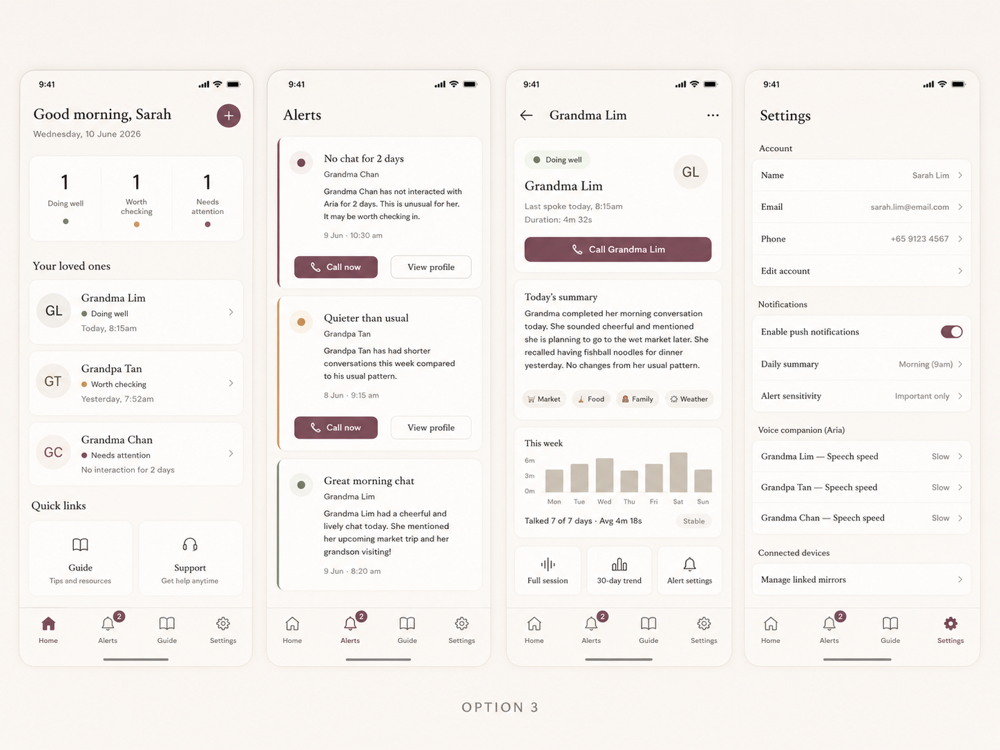 9:41
Good morning, Sarah
Wednesday, 10 June 2026
1
Doing well
1
Worth
checking
1
Needs
attention
Your loved ones
GL
Grandma Lim
Doing well
Today, 8:15am
GT
Grandpa Tan
Worth checking
Yesterday, 7:52am
GC
Grandma Chan
Needs attention
No interaction for 2 days
Quick links
Guide
Tips and resources
Support
Get help anytime
Home
2
Alerts
Guide
Settings
9:41
Alerts
No chat for 2 days
Grandma Chan
Grandma Chan has not interacted with
Aria for 2 days. This is unusual for her.
It may be worth checking in.
9 Jun · 10:30 am
Call now
View profile
Quieter than usual
Grandpa Tan
Grandpa Tan has had shorter
conversations this week compared
to his usual pattern.
8 Jun · 9:15 am
Call now
View profile
Great morning chat
Grandma Lim
Grandma Lim had a cheerful and
lively chat today. She mentioned
her upcoming market trip and her
grandson visiting!
9 Jun · 8:20 am
Home
2
Alerts
Guide
Settings
9:41
Grandma Lim
Doing well
GL
Grandma Lim
Last spoke today, 8:15am
Duration: 4m 32s
Call Grandma Lim
Today's summary
Grandma completed her morning conversation
today. She sounded cheerful and mentioned
she is planning to go to the wet market later. She
recalled having fishball noodles for dinner
yesterday. No changes from her usual pattern.
Market
Food
Family
Weather
This week
6m
3m
0m
Mon Tue Wed Thu Fri Sat Sun
Talked 7 of 7 days · Avg 4m 18s
Stable
Full session
30-day trend
Alert settings
Home
2
Alerts
Guide
Settings
9:41
Settings
Account
Name Sarah Lim
Email sarah.lim@email.com
Phone +65 9123 4567
Edit account
Notifications
Enable push notifications
Daily summary Morning (9am)
Alert sensitivity Important only
Voice companion (Aria)
Grandma Lim — Speech speed Slow
Grandpa Tan — Speech speed Slow
Grandma Chan — Speech speed Slow
Connected devices
Manage linked mirrors
Home
2
Alerts
Guide
Settings
OPTION 3